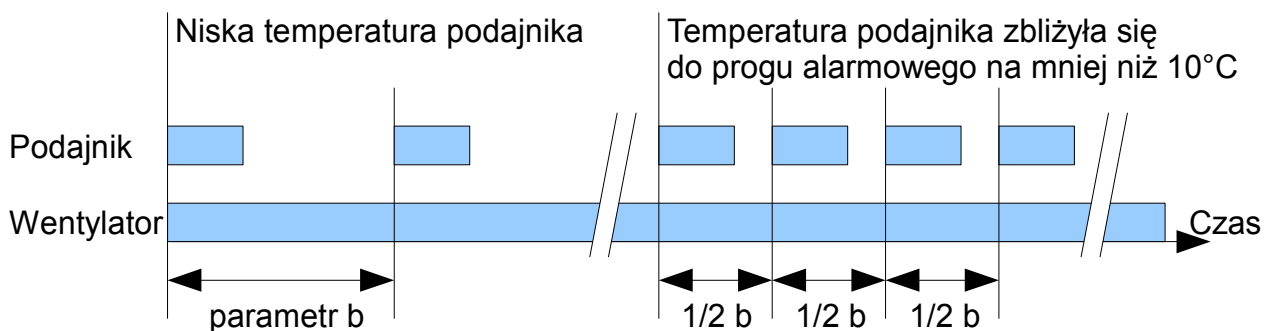 Niska temperatura podajnika
Temperatura podajnika zbliżyła się
do progu alarmowego na mniej niż 10°C
Podajnik
Wentylator
Czas
parametr b
1/2 b
1/2 b
1/2 b